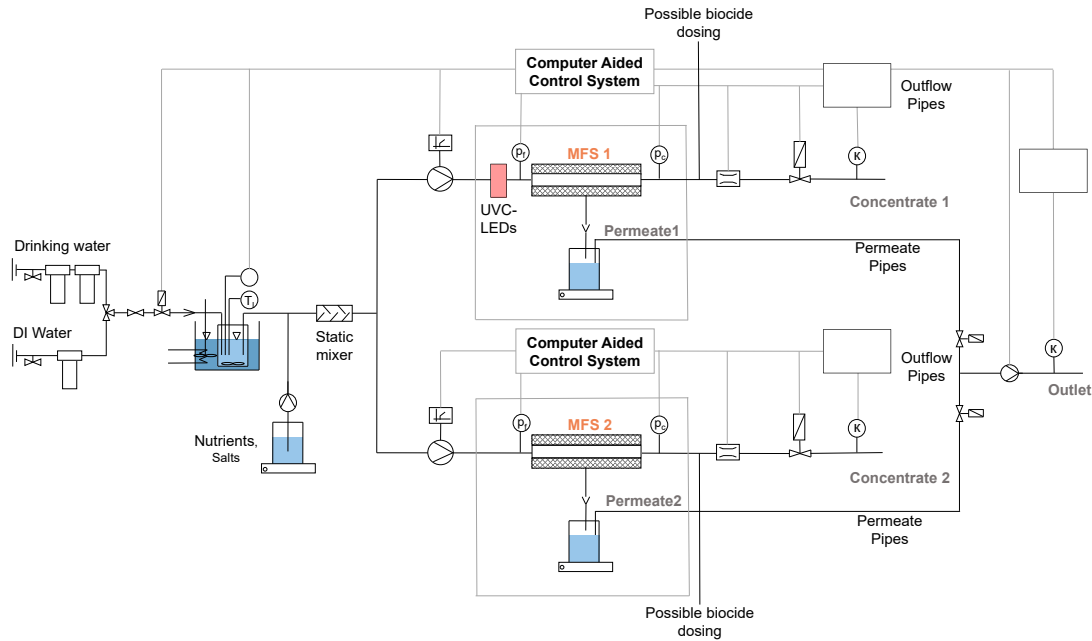 Possible biocide
dosing
Computer Aided
Control System
Outflow
Pipes
pf
MFS 1
pc
K
UVC-
LEDs
Concentrate 1
Permeate1
Permeate
Pipes
Drinking water
T
DI Water
Static
mixer
Computer Aided
Control System
Outflow
Pipes
K
Outlet
Nutrients,
Salts
pf
MFS 2
pc
K
Concentrate 2
Permeate2
Permeate
Pipes
Possible biocide
dosing